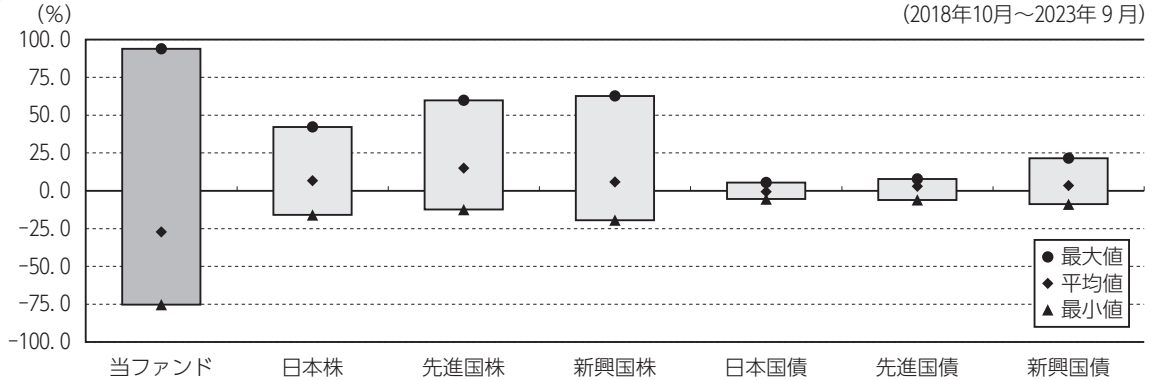 (%)
(2018年10月～2023年9月)
100.0
75.0
50.0
25.0
0.0
-25.0
-50.0
-75.0
-100.0
● 最大値
◆ 平均値
▲ 最小値
当ファンド 日本株 先進国株 新興国株 日本国債 先進国債 新興国債